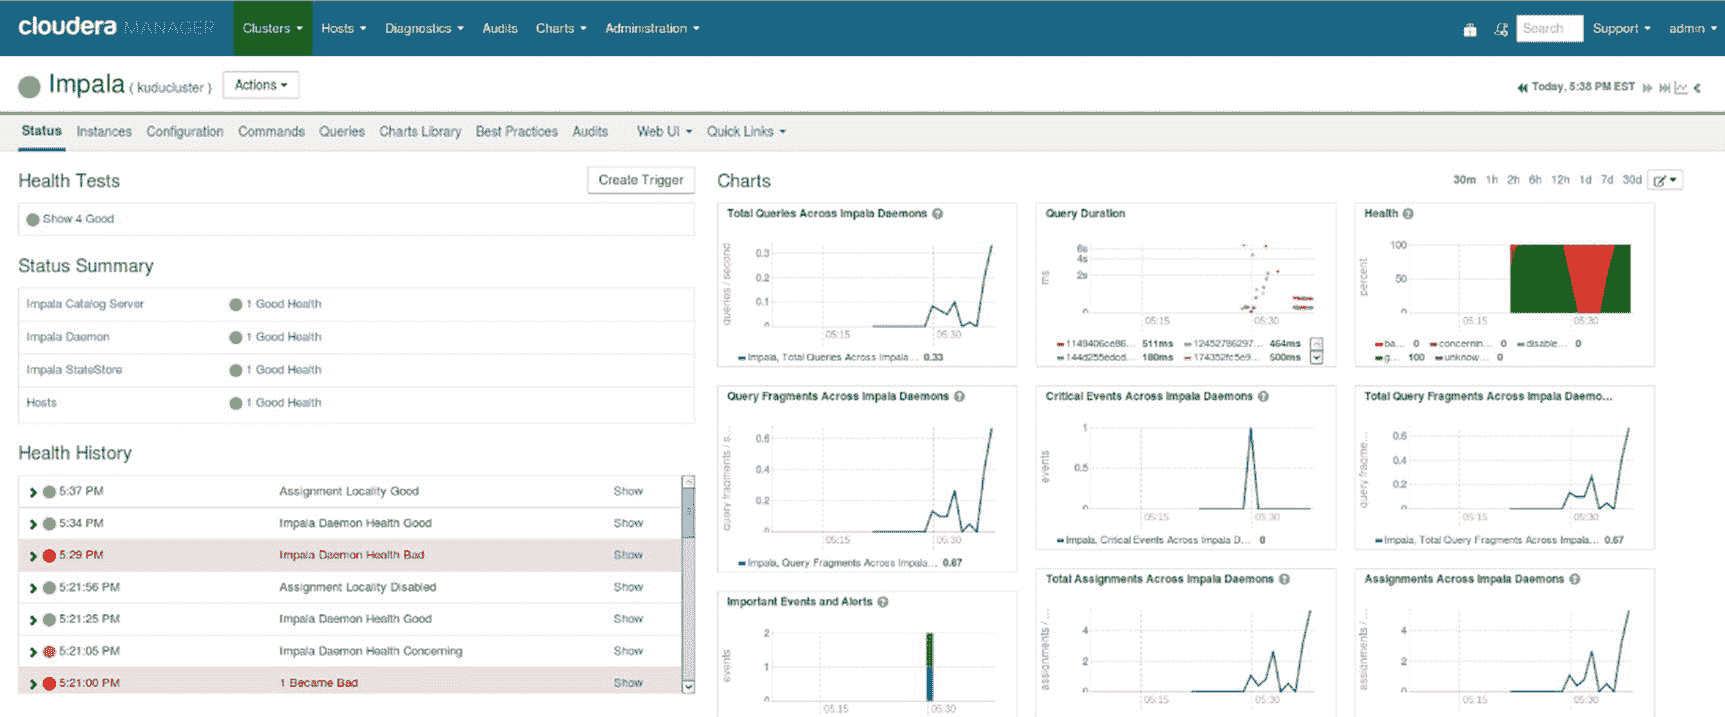 cloudera MANAGER Clusters Hosts Diagnostics Audits Charts Administration Search Support admin
Impala ( kuducluster ) Actions Today, 5:38 PM EST
Status Instances Configuration Commands Queries Charts Library Best Practices Audits Web UI Quick Links
Health Tests Create Trigger
Show 4 Good
Status Summary
Impala Catalog Server 1 Good Health
Impala Daemon 1 Good Health
Impala StateStore 1 Good Health
Hosts 1 Good Health
Health History
5:37 PM Assignment Locality Good Show
5:34 PM Impala Daemon Health Good Show
5:29 PM Impala Daemon Health Bad Show
5:21:56 PM Assignment Locality Disabled Show
5:21:25 PM Impala Daemon Health Good Show
5:21:05 PM Impala Daemon Health Concerning Show
5:21:00 PM 1 Became Bad Show
Charts 30m 1h 2h 6h 12h 1d 7d 30d
Total Queries Across Impala Daemons
queries / second
0.3
0.2
0.1
0
05:15 05:30
Impala, Total Queries Across Impala... 0.33
Query Duration
ms
6s
4s
2s
0
05:15 05:30
511ms 464ms
180ms 500ms
Health
percent
100
50
0
05:15 05:30
ba... 0 concernin... 0 disable... 0
g... 100 unknow... 0
Query Fragments Across Impala Daemons
query fragments / s...
0.6
0.4
0.2
0
05:15 05:30
Impala, Query Fragments Across Impala... 0.67
Critical Events Across Impala Daemons
events
1
0.5
0
05:15 05:30
Impala, Critical Events Across Impala D... 0
Total Query Fragments Across Impala Daemo...
query fragme...
0.6
0.4
0.2
0
05:15 05:30
Impala, Total Query Fragments Across Impala... 0.67
Important Events and Alerts
events
2
1
0
05:15 05:30
Total Assignments Across Impala Daemons
assignments / ...
4
2
0
05:15 05:30
Assignments Across Impala Daemons
assignments / ...
4
2
0
05:15 05:30